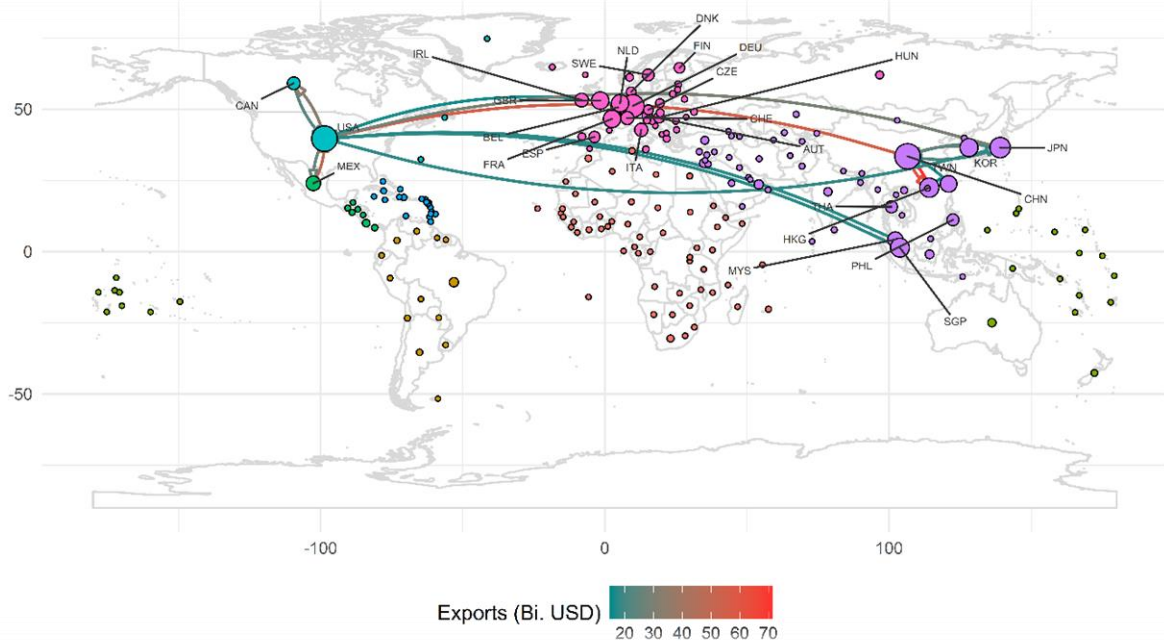 DNK
NLD
FIN
DEU
IRL
SWE
HUN
CZE
CAN
50
GBR
USA
BEL
CHE
JPN
MEX
FRA
ESP
ITA
AUT
TWN
KOR
CHN
THA
HKG
0
MYS
PHL
SGP
-50
-100
0
100
Exports (Bi. USD)
20 30 40 50 60 70